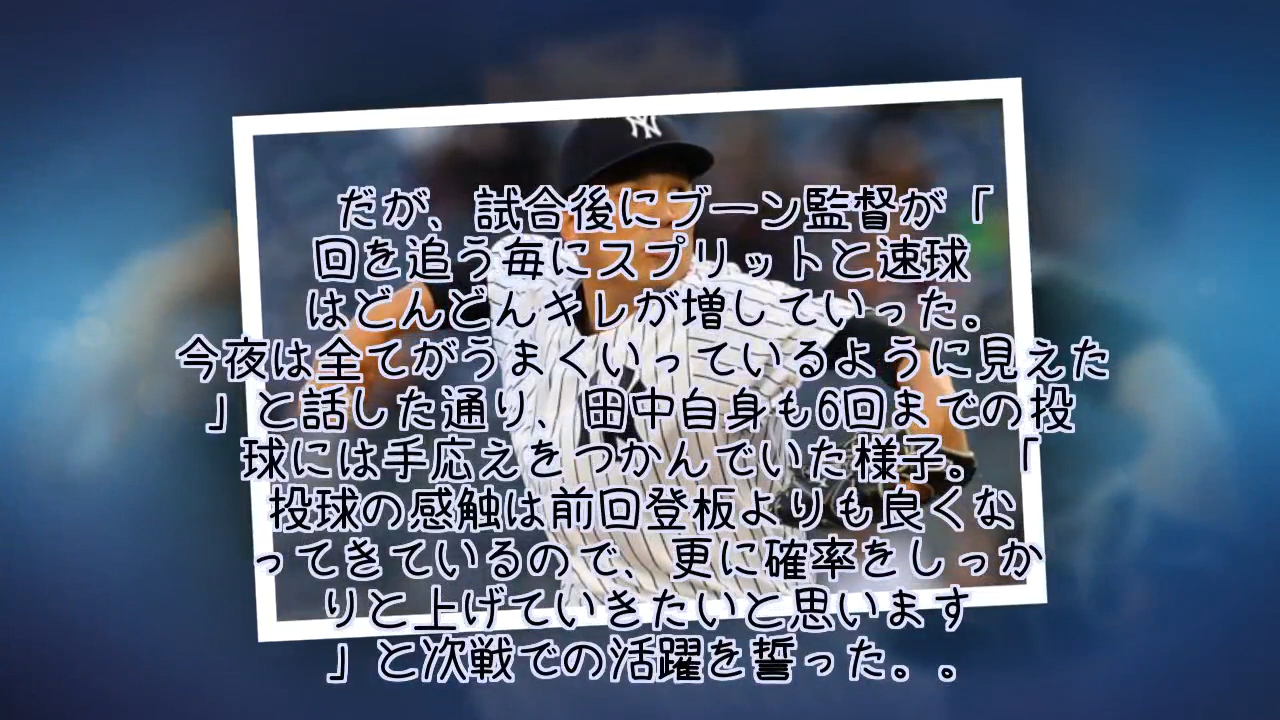 NY
だが、試合後にブーン監督が「
回を追う毎にスプリットと速球
はどんどんキレが増していった。
今夜は全てがうまくいっているように見えた
」と話した通り、田中自身も6回までの投
球には手応えをつかんでいた様子。「
投球の感触は前回登板よりも良くな
ってきているので、更に確率をしっか
りと上げていきたいと思います
」と次戦での活躍を誓った。。